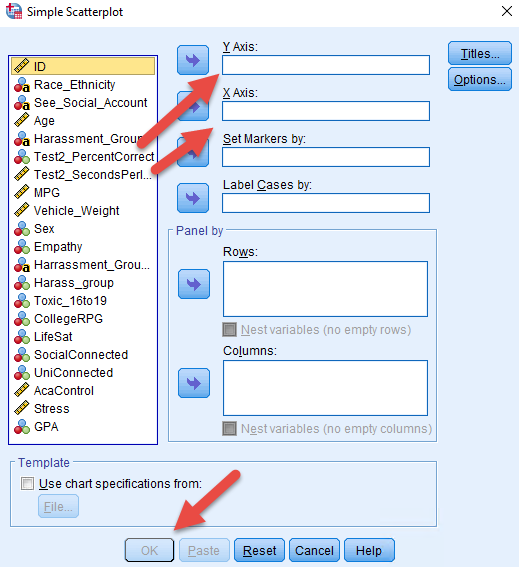 Simple Scatterplot
ID
Race_Ethnicity
See_Social_Account
Age
Harassment_Group
Test2_PercentCorrect
Test2_SecondsPerI...
MPG
Vehicle_Weight
Sex
Empathy
Harrassment_Grou...
Harass_group
Toxic_16to19
CollegeRPG
LifeSat
SocialConnected
UniConnected
AcaControl
Stress
GPA
Y Axis:
X Axis:
Set Markers by:
Label Cases by:
Panel by
Rows:
Nest variables (no empty rows)
Columns:
Nest variables (no empty columns)
Titles...
Options...
Template
Use chart specifications from:
File...
OK Paste Reset Cancel Help